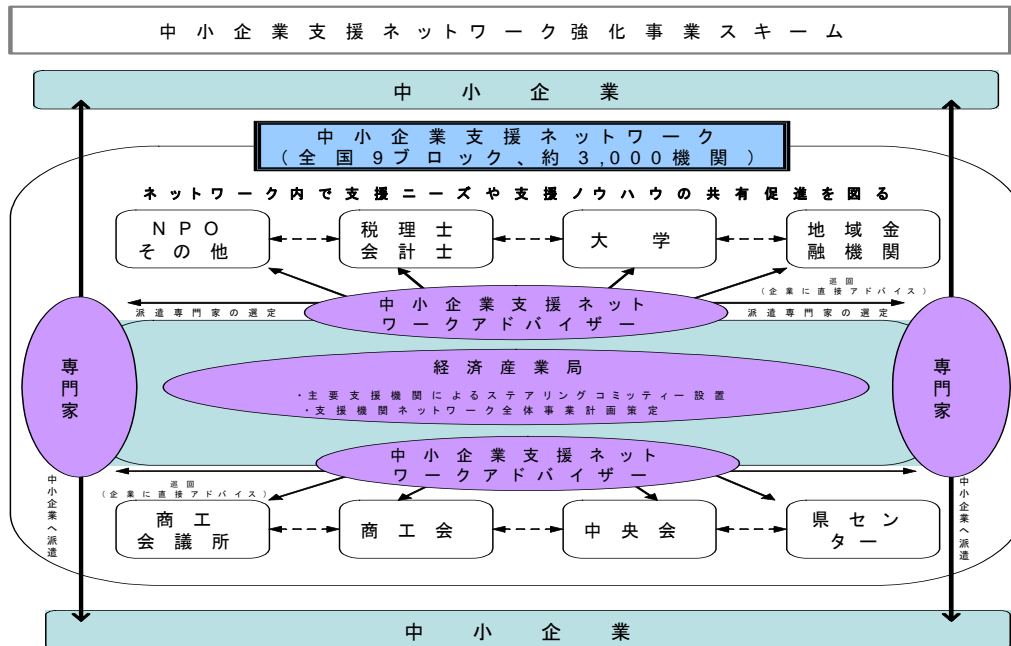 中小企業支援ネットワーク強化事業スキーム
中小企業
中小企業支援ネットワーク
(全国9ブロック、約3,000機関)
ネットワーク内で支援ニーズや支援ノウハウの共有促進を図る
NPO
その他
税理士
会計士
大学
地域金
融機関
巡回
(企業に直接アドバイス)
中小企業支援ネット
ワークアドバイザー
派遣専門家の選定
派遣専門家の選定
専門家
経済産業局
・主要支援機関によるステアリングコミッティー設置
・支援機関ネットワーク全体事業計画策定
専門家
中小企業支援ネット
ワークアドバイザー
巡回
(企業に直接アドバイス)
中小企業へ派遣
中小企業へ派遣
商工
会議所
商工会
中央会
県セン
ター
中小企業